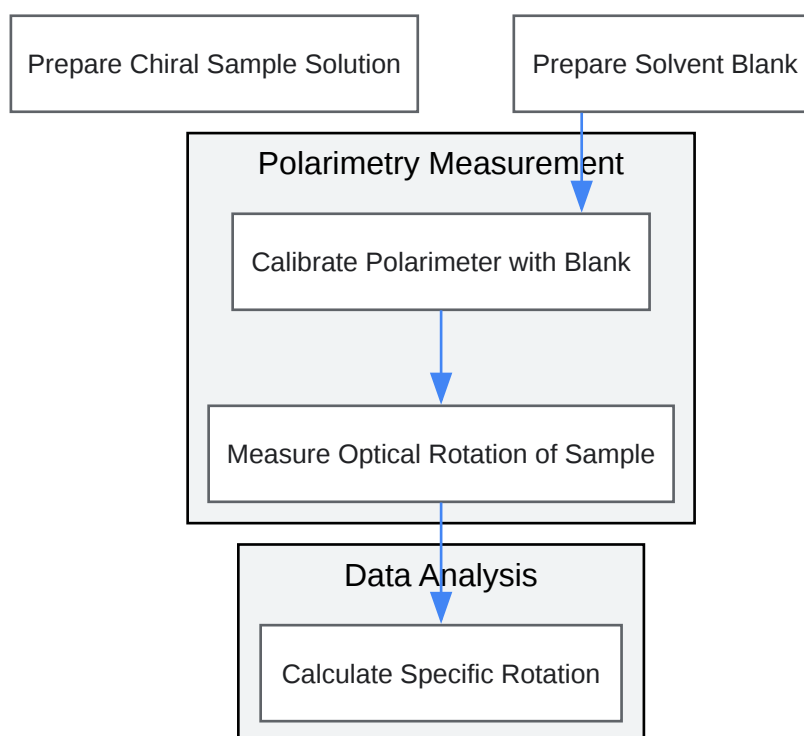 Prepare Chiral Sample Solution
Prepare Solvent Blank
Polarimetry Measurement
Calibrate Polarimeter with Blank
Measure Optical Rotation of Sample
Data Analysis
Calculate Specific Rotation